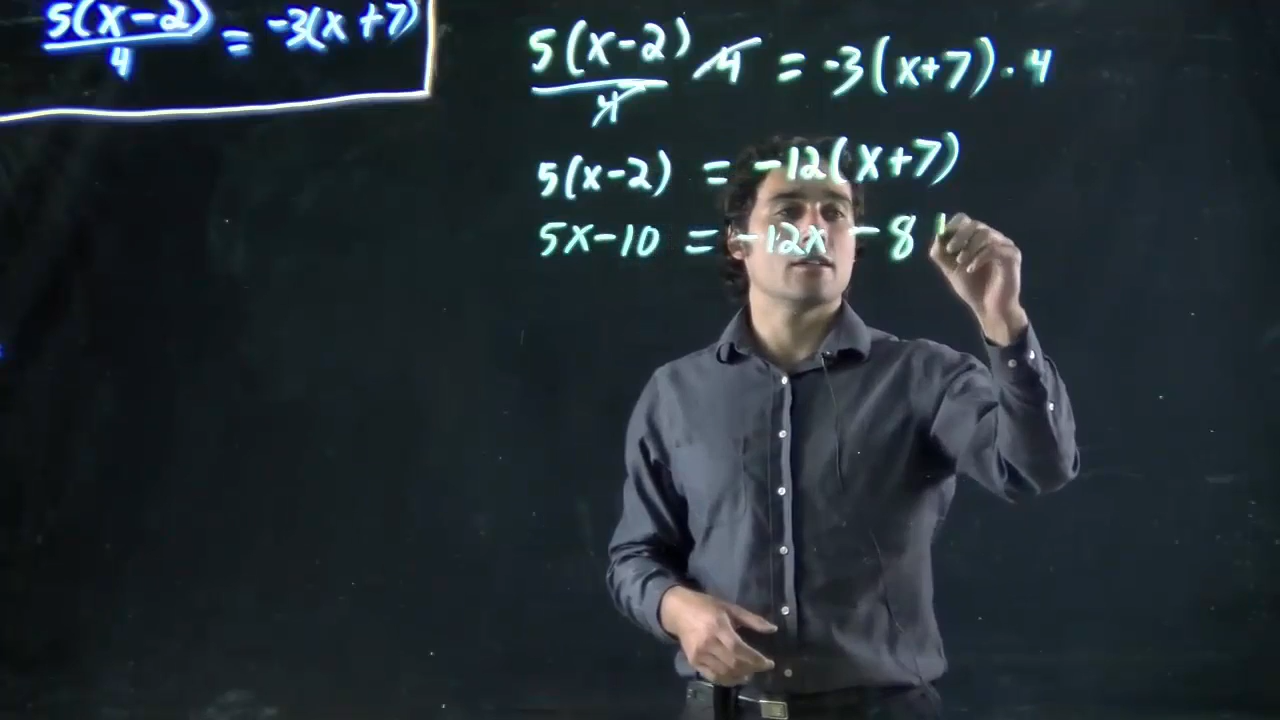 5(x-2)/4 = -3(x+7)
5(x-2)/4 · 4 = -3(x+7)·4
5(x-2) = -12(x+7)
5x-10 = -12x - 8